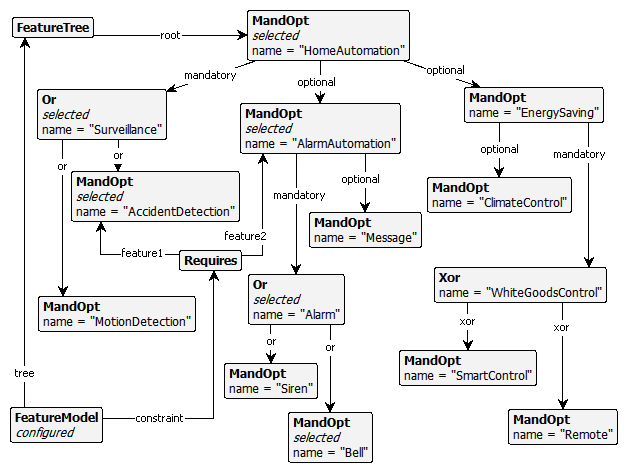 MandOpt
selected
name = "HomeAutomation"
FeatureTree
root
mandatory
optional
optional
Or
selected
name = "Surveillance"
MandOpt
selected
name = "AlarmAutomation"
MandOpt
name = "EnergySaving"
or
or
mandatory
optional
optional
mandatory
MandOpt
selected
name = "AccidentDetection"
MandOpt
name = "ClimateControl"
MandOpt
name = "Message"
feature1
feature2
Requires
Or
selected
name = "Alarm"
Xor
name = "WhiteGoodsControl"
MandOpt
name = "MotionDetection"
xor
xor
or
or
MandOpt
name = "Siren"
MandOpt
name = "SmartControl"
tree
FeatureModel
configured
constraint
MandOpt
selected
name = "Bell"
MandOpt
name = "Remote"